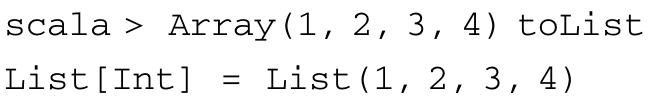 scala > Array(1, 2, 3, 4) toList
List[Int] = List(1, 2, 3, 4)